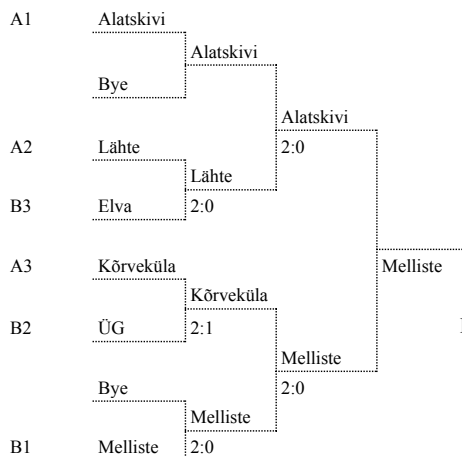 A1 Alatskivi
Alatskivi
Bye
Alatskivi
A2 Lähte 2:0
Lähte
B3 Elva 2:0
Melliste
A3 Kõrveküla
Kõrveküla
B2 ÜG 2:1
Melliste
Bye 2:0
Melliste
B1 Melliste 2:0